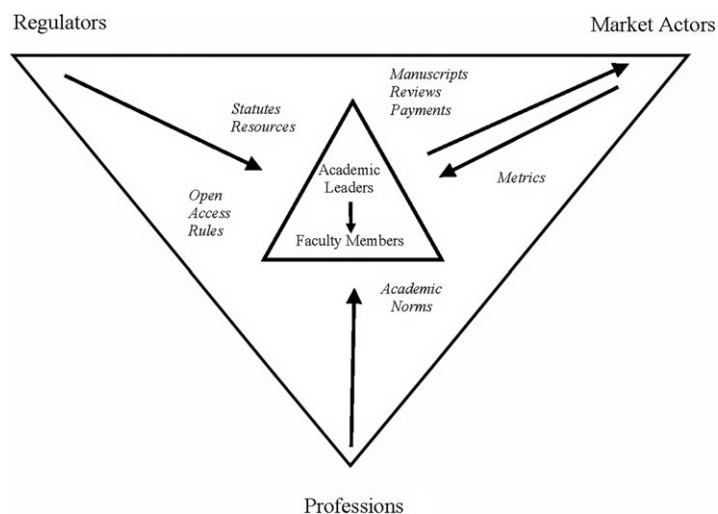 Regulators
Market Actors
Manuscripts
Reviews
Payments
Statutes
Resources
Academic
Leaders
Metrics
Open
Access
Rules
Faculty Members
Academic
Norms
Professions